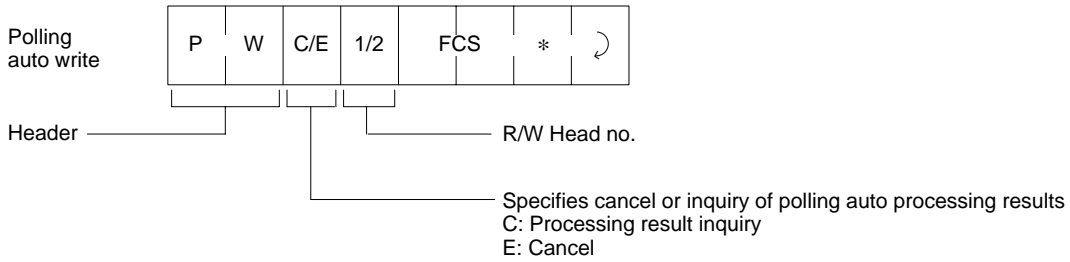 Polling
auto write
P W C/E 1/2 FCS *
Header
R/W Head no.
Specifies cancel or inquiry of polling auto processing results
C: Processing result inquiry
E: Cancel